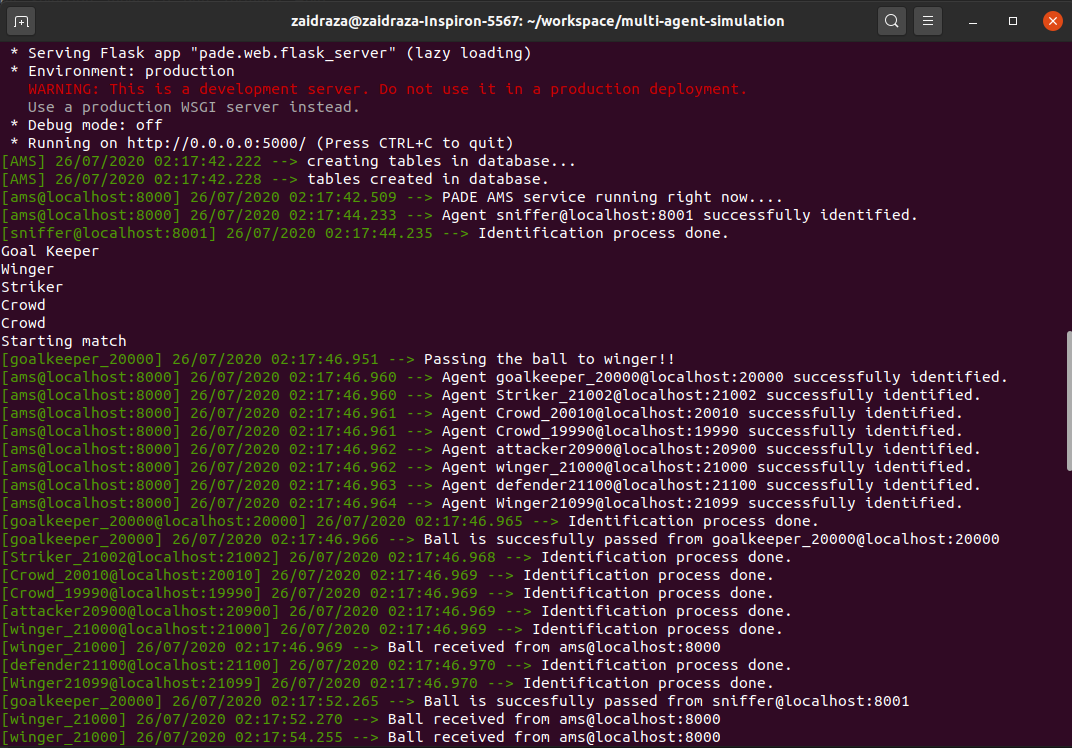 zaidraza@zaidraza-Inspiron-5567: ~/workspace/multi-agent-simulation
* Serving Flask app "pade.web.flask_server" (lazy loading)
* Environment: production
WARNING: This is a development server. Do not use it in a production deployment.
Use a production WSGI server instead.
* Debug mode: off
* Running on http://0.0.0.0:5000/ (Press CTRL+C to quit)
[AMS] 26/07/2020 02:17:42.222 --> creating tables in database...
[AMS] 26/07/2020 02:17:42.228 --> tables created in database.
[ams@localhost:8000] 26/07/2020 02:17:42.509 --> PADE AMS service running right now....
[ams@localhost:8000] 26/07/2020 02:17:44.233 --> Agent sniffer@localhost:8001 successfully identified.
[sniffer@localhost:8001] 26/07/2020 02:17:44.235 --> Identification process done.
Goal Keeper
Winger
Striker
Crowd
Crowd
Starting match
[goalkeeper_20000] 26/07/2020 02:17:46.951 --> Passing the ball to winger!!
[ams@localhost:8000] 26/07/2020 02:17:46.960 --> Agent goalkeeper_20000@localhost:20000 successfully identified.
[ams@localhost:8000] 26/07/2020 02:17:46.960 --> Agent Striker_21002@localhost:21002 successfully identified.
[ams@localhost:8000] 26/07/2020 02:17:46.961 --> Agent Crowd_20010@localhost:20010 successfully identified.
[ams@localhost:8000] 26/07/2020 02:17:46.961 --> Agent Crowd_19990@localhost:19990 successfully identified.
[ams@localhost:8000] 26/07/2020 02:17:46.962 --> Agent attacker20900@localhost:20900 successfully identified.
[ams@localhost:8000] 26/07/2020 02:17:46.962 --> Agent winger_21000@localhost:21000 successfully identified.
[ams@localhost:8000] 26/07/2020 02:17:46.963 --> Agent defender21100@localhost:21100 successfully identified.
[ams@localhost:8000] 26/07/2020 02:17:46.964 --> Agent Winger21099@localhost:21099 successfully identified.
[goalkeeper_20000@localhost:20000] 26/07/2020 02:17:46.965 --> Identification process done.
[goalkeeper_20000] 26/07/2020 02:17:46.966 --> Ball is succesfully passed from goalkeeper_20000@localhost:20000
[Striker_21002@localhost:21002] 26/07/2020 02:17:46.968 --> Identification process done.
[Crowd_20010@localhost:20010] 26/07/2020 02:17:46.969 --> Identification process done.
[Crowd_19990@localhost:19990] 26/07/2020 02:17:46.969 --> Identification process done.
[attacker20900@localhost:20900] 26/07/2020 02:17:46.969 --> Identification process done.
[winger_21000@localhost:21000] 26/07/2020 02:17:46.969 --> Identification process done.
[winger_21000] 26/07/2020 02:17:46.969 --> Ball received from ams@localhost:8000
[defender21100@localhost:21100] 26/07/2020 02:17:46.970 --> Identification process done.
[Winger21099@localhost:21099] 26/07/2020 02:17:46.970 --> Identification process done.
[goalkeeper_20000] 26/07/2020 02:17:52.265 --> Ball is succesfully passed from sniffer@localhost:8001
[winger_21000] 26/07/2020 02:17:52.270 --> Ball received from ams@localhost:8000
[winger_21000] 26/07/2020 02:17:54.255 --> Ball received from ams@localhost:8000